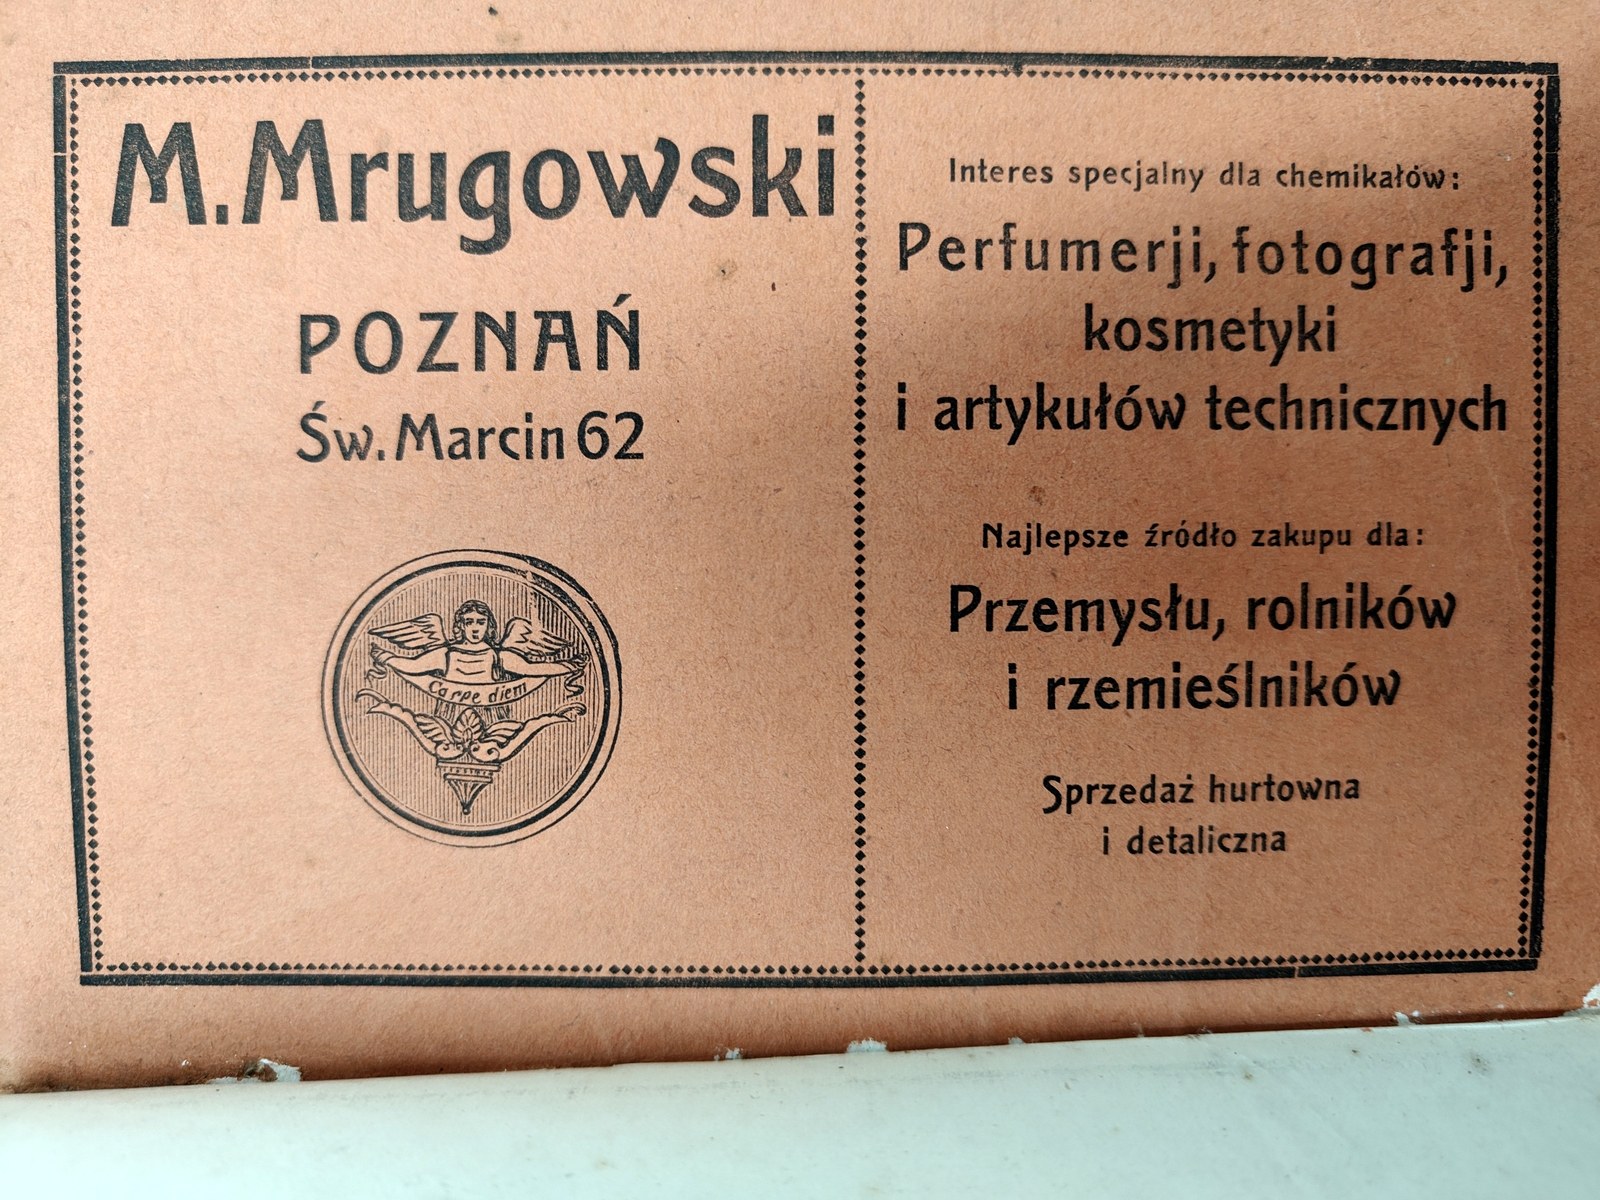 M. Mrugowski
POZNAŃ
Św. Marcin 62
Carpe diem
Interes specjalny dla chemikałów:
Perfumerji, fotografji,
kosmetyki
i artykułów technicznych
Najlepsze źródło zakupu dla:
Przemysłu, rolników
i rzemieślników
Sprzedaż hurtowna
i detaliczna